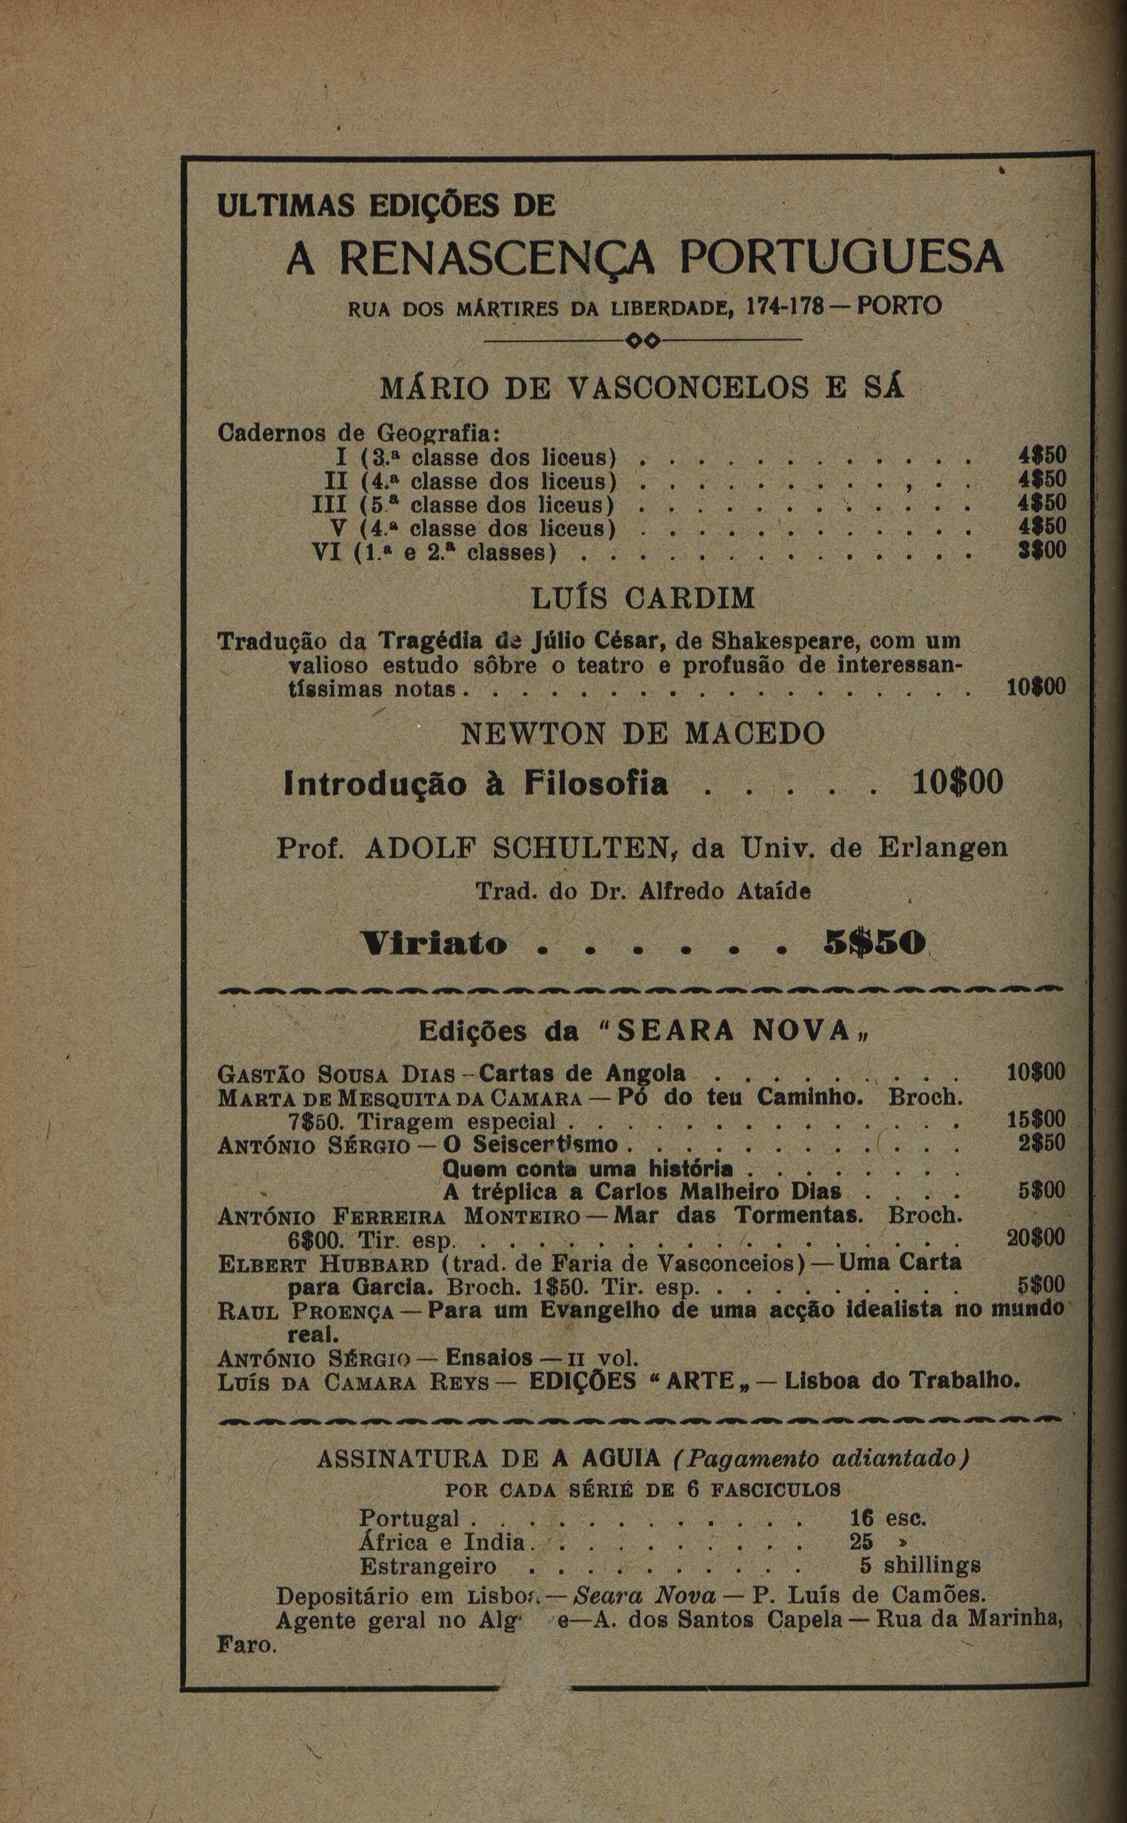 ULTIMAS EDIÇÕES DE
A RENASCENÇA PORTUGUESA
RUA DOS MÁRTIRES DA LIBERDADE, 174-178 — PORTO
MÁRIO DE VASCONCELOS E SÁ
Cadernos de Geografia:
I (3.ª classe dos liceus) . . . . . . . . . . . . 4$50
II (4.ª classe dos liceus) . . . . . . . . . , . . 4$50
III (5.ª classe dos liceus) . . . . . . . . . . . . 4$50
V (4.ª classe dos liceus) . . . . . . . . . . . . 4$50
VI (1.ª e 2.ª classes) . . . . . . . . . . . . . . 3$00
LUÍS CARDIM
Tradução da Tragédia de Júlio César, de Shakespeare, com um
valioso estudo sôbre o teatro e profusão de interessan-
tíssimas notas. . . . . . . . . . . . . . . . . . 10$00
NEWTON DE MACEDO
Introdução à Filosofia . . . . . 10$00
Prof. ADOLF SCHULTEN, da Univ. de Erlangen
Trad. do Dr. Alfredo Ataíde
Viriato . . . . . . 5$50
Edições da "SEARA NOVA„
GASTÃO SOUSA DIAS — Cartas de Angola . . . . . . . . . 10$00
MARTA DE MESQUITA DA CAMARA — Pó do teu Caminho. Broch.
7$50. Tiragem especial . . . . . . . . . . . . . . 15$00
ANTÓNIO SÉRGIO — O Seiscertismo . . . . . . . . . . . . 2$50
Quem conta uma história . . . . . . . .
A tréplica a Carlos Malheiro Dias . . . . 5$00
ANTÓNIO FERREIRA MONTEIRO — Mar das Tormentas. Broch.
6$00. Tir. esp. . . . . . . . . . . . . . . . . . 20$00
ELBERT HUBBARD (trad. de Faria de Vasconceios) — Uma Carta
para Garcia. Broch. 1$50. Tir. esp. . . . . . . . . . 5$00
RAUL PROENÇA — Para um Evangelho de uma acção idealista no mundo
real.
ANTÓNIO SÉRGIO — Ensaios — II vol.
LUÍS DA CAMARA REYS — EDIÇÕES "ARTE„ — Lisboa do Trabalho.
ASSINATURA DE A AGUIA (Pagamento adiantado)
POR CADA SÉRIE DE 6 FASCICULOS
Portugal . . . . . . . . . . . . 16 esc.
África e India. . . . . . . . . . 25 »
Estrangeiro . . . . . . . . . . 5 shillings
Depositário em — Seara Nova — P. Luís de Camões.
Agente geral no — A. dos Santos Capela — Rua da Marinha,
Faro.